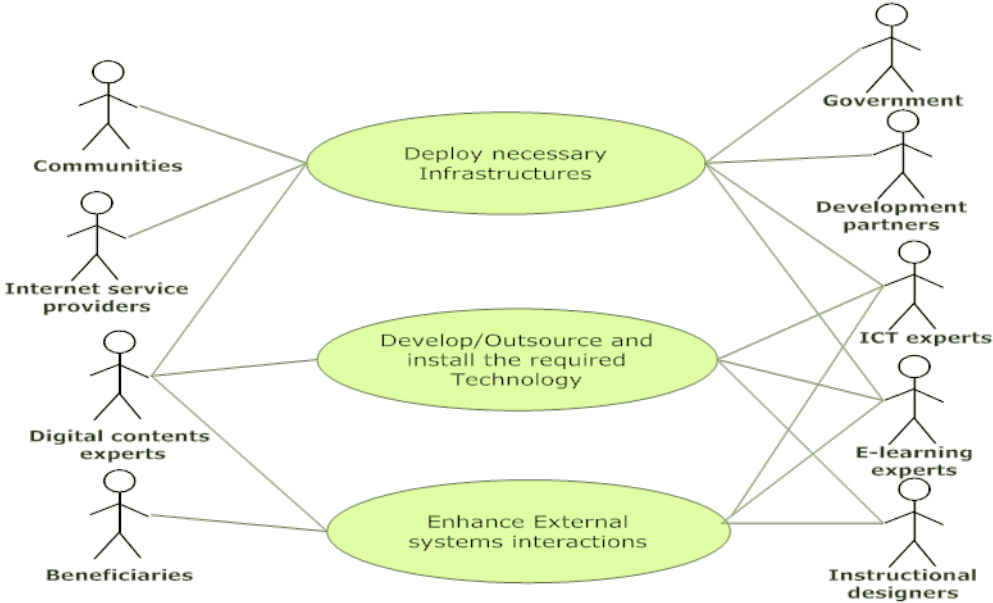 Government
Communities
Deploy necessary
Infrastructures
Development
partners
Internet service
providers
ICT experts
Develop/Outsource and
install the required
Technology
Digital contents
experts
E-learning
experts
Enhance External
systems interactions
Beneficiaries
Instructional
designers